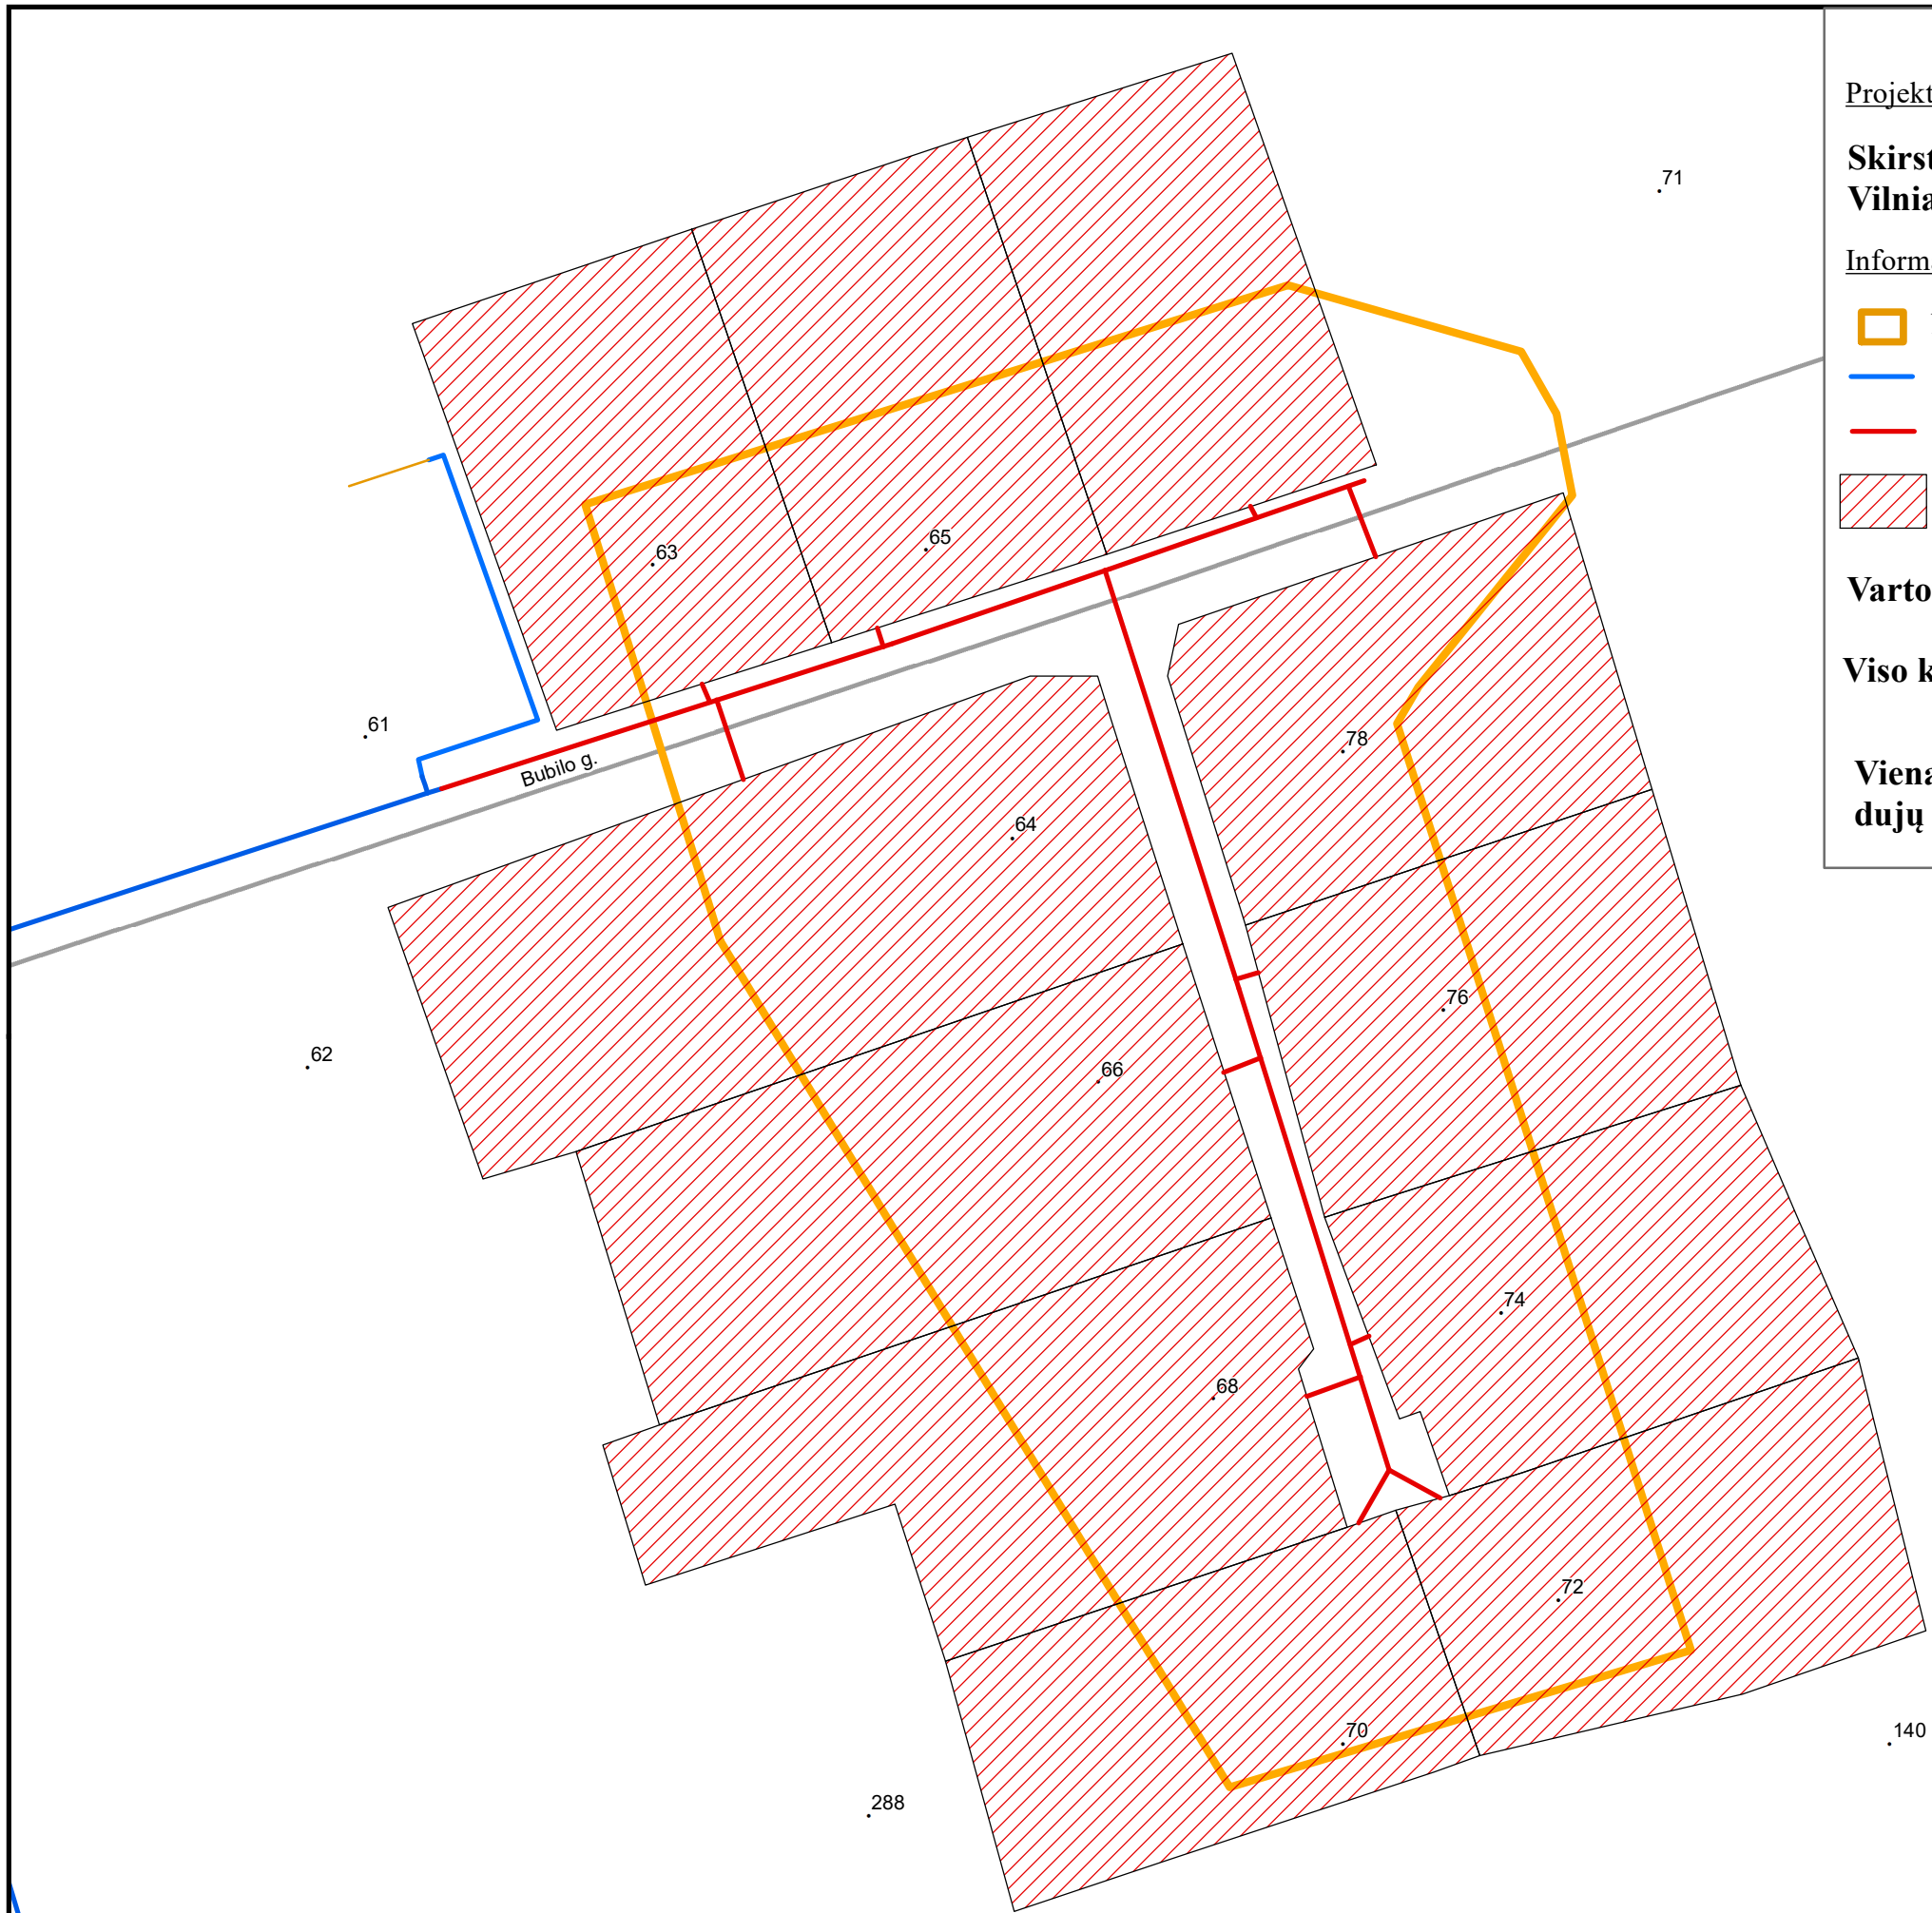 71
63
65
61
Bubilo g.
64
78
62
66
76
68
74
72
70
140
288
Projekt
Skirst
Vilnia
Inform
Varto
Viso k
Viena
dujų